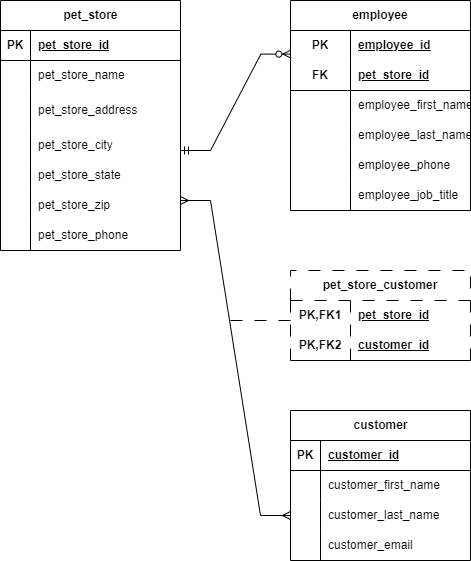 pet_store
PK pet_store_id
pet_store_name
pet_store_address
pet_store_city
pet_store_state
pet_store_zip
pet_store_phone
employee
PK employee_id
FK pet_store_id
employee_first_name
employee_last_name
employee_phone
employee_job_title
pet_store_customer
PK,FK1 pet_store_id
PK,FK2 customer_id
customer
PK customer_id
customer_first_name
customer_last_name
customer_email